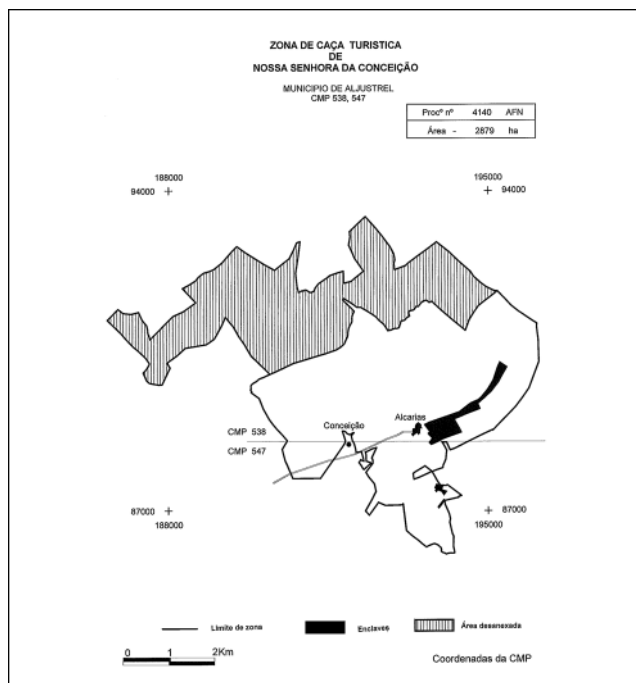 ZONA DE CAÇA TURISTICA
DE
NOSSA SENHORA DA CONCEIÇÃO
MUNICIPIO DE ALJUSTREL
CMP 538, 547
Procº nº 4140 AFN
Área - 2879 ha
188000
94000
195000
94000
Conceição
Alcarias
CMP 538
CMP 547
87000
188000
87000
195000
Limite de zona
Enclaves
Área desanexada
0 1 2Km
Coordenadas da CMP